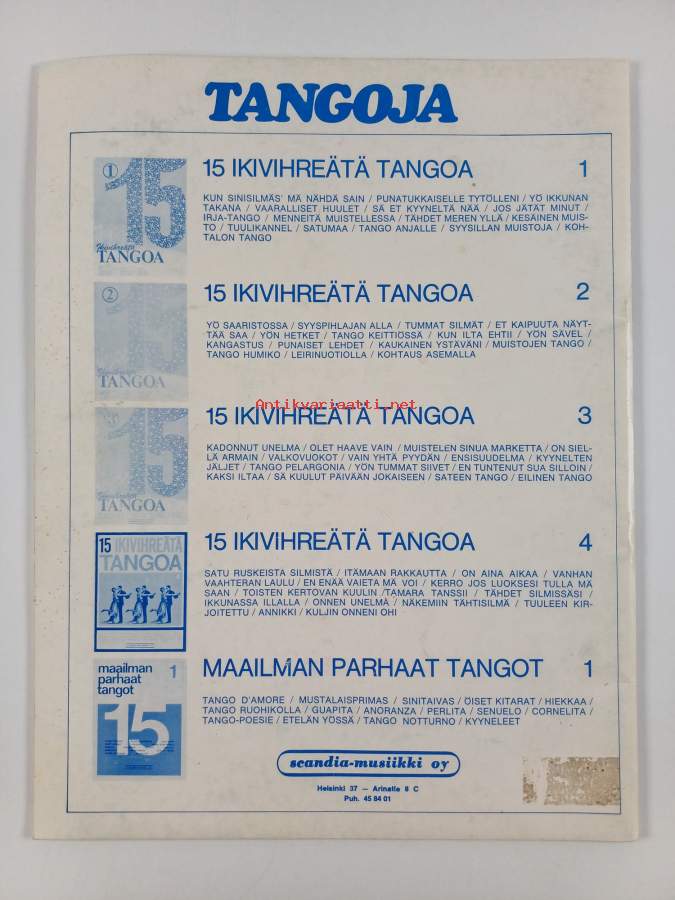 TANGOJA
1
15
Ikivihreätä
TANGOA
15 IKIVIHREÄTÄ TANGOA 1
KUN SINISILMÄS' MÄ NÄHDÄ SAIN / PUNATUKKAISELLE TYTÖLLENI / YÖ IKKUNAN
TAKANA / VAARALLISET HUULET / SÄ ET KYYNELTÄ NÄÄ / JOS JÄTÄT MINUT /
IRJA-TANGO / MENNEITÄ MUISTELLESSA / TÄHDET MEREN YLLÄ / KESÄINEN MUIS-
TO / TUULIKANNEL / SATUMAA / TANGO ANJALLE / SYYSILLAN MUISTOJA / KOH-
TALON TANGO
2
15
TANGOA
15 IKIVIHREÄTÄ TANGOA 2
YÖ SAARISTOSSA / SYYSPIHLAJAN ALLA / TUMMAT SILMÄT / ET KAIPUUTA NÄYT-
TÄÄ SAA / YÖN HETKET / TANGO KEITTIÖSSÄ / KUN ILTA EHTII / YÖN SÄVEL /
KANGASTUS / PUNAISET LEHDET / KAUKAINEN YSTÄVÄNI / MUISTOJEN TANGO /
TANGO HUMIKO / LEIRINUOTIOLLA / KOHTAUS ASEMALLA
Antikvariaatti.net
3
15
TANGOA
15 IKIVIHREÄTÄ TANGOA 3
KADONNUT UNELMA / OLET HAAVE VAIN / MUISTELEN SINUA MARKETTA / ON SIEL-
LÄ ARMAIN / VALKOVUOKOT / VAIN YHTÄ PYYDÄN / ENSISUUDELMA / KYYNELTEN
JÄLJET / TANGO PELARGONIA / YÖN TUMMAT SIIVET / EN TUNTENUT SUA SILLOIN /
KAKSI ILTAA / SÄ KUULUT PÄIVÄÄN JOKAISEEN / SATEEN TANGO / EILINEN TANGO
15 IKIVIHREÄTÄ
TANGOA
15 IKIVIHREÄTÄ TANGOA 4
SATU RUSKEISTA SILMISTÄ / ITÄMAAN RAKKAUTTA / ON AINA AIKAA / VANHAN
VAAHTERAN LAULU / EN ENÄÄ VAIETA MÄ VOI / KERRO JOS LUOKSESI TULLA MÄ
SAAN / TOISTEN KERTOVAN KUULIN / TAMARA TANSSII / TÄHDET SILMISSÄSI /
IKKUNASSA ILLALLA / ONNEN UNELMA / NÄKEMIIN TÄHTISILMÄ / TUULEEN KIR-
JOITETTU / ANNIKKI / KULJIN ONNENI OHI
maailman 1
parhaat
tangot
15
MAAILMAN PARHAAT TANGOT 1
TANGO D'AMORE / MUSTALAISPRIMAS / SINITAIVAS / ÖISET KITARAT / HIEKKAA /
TANGO RUOHIKOLLA / GUAPITA / ANORANZA / PERLITA / SENUELO / CORNELITA /
TANGO-POESIE / ETELÄN YÖSSÄ / TANGO NOTTURNO / KYYNELEET
scandia-musiikki oy
Helsinki 37 — Arinatie 8 C
Puh. 45 84 01